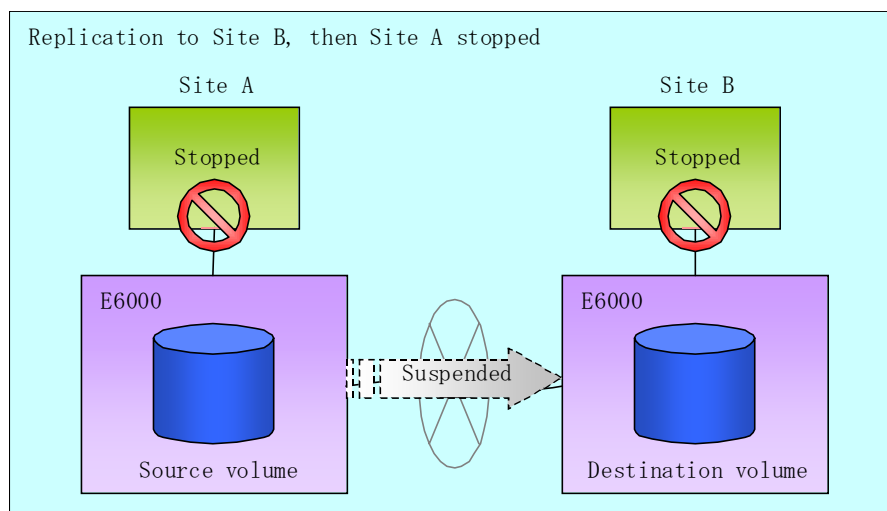 Replication to Site B, then Site A stopped
Site A
Site B
Stopped
Stopped
E6000
E6000
Suspended
Source volume
Destination volume